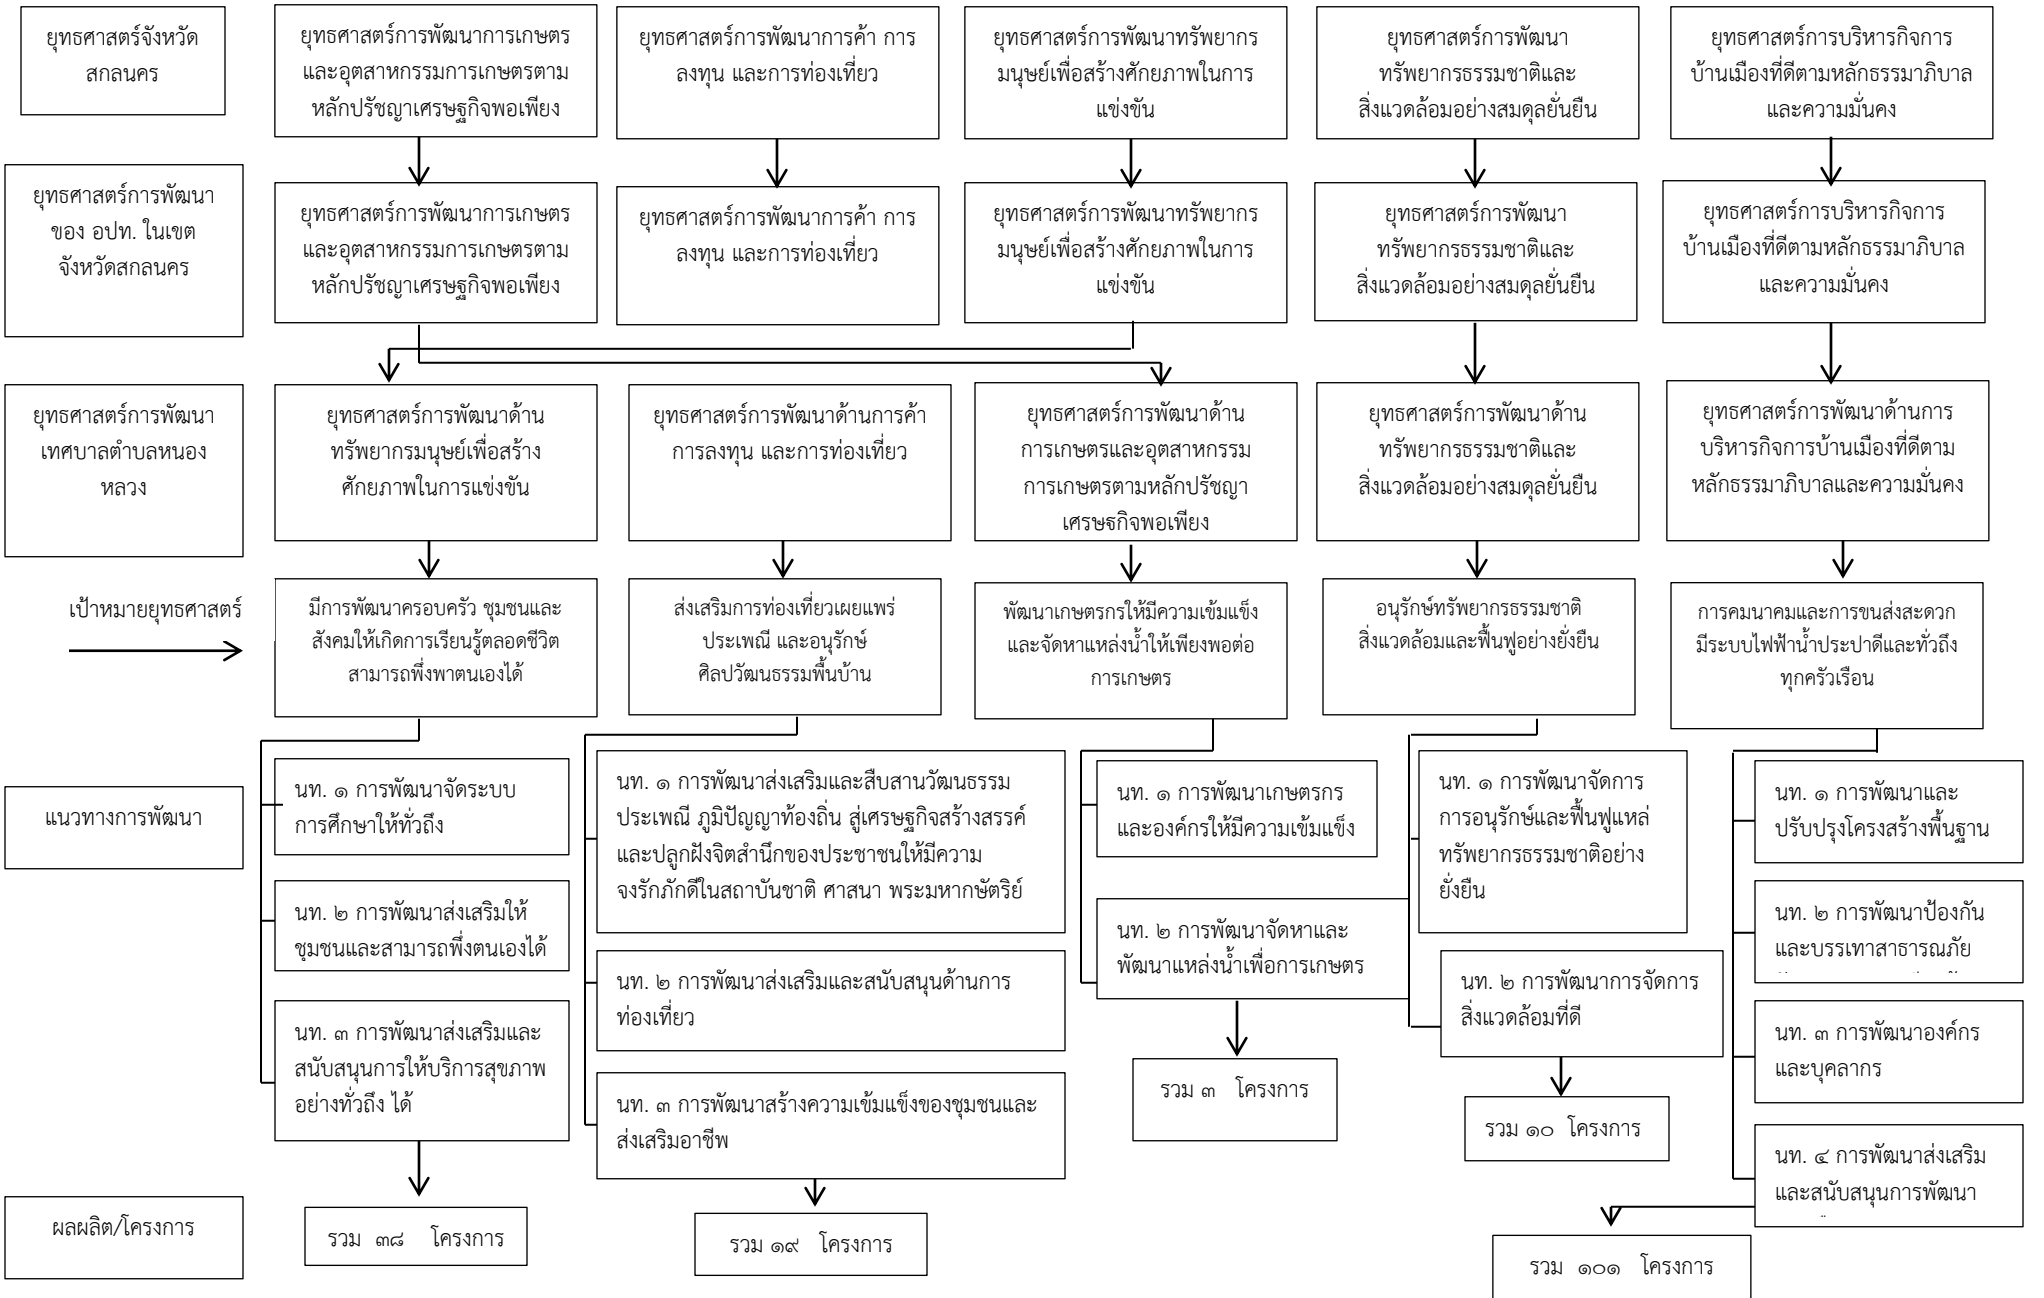 ยุทธศาสตร์จังหวัด
สกลนคร
ยุทธศาสตร์การพัฒนาการเกษตร
และอุตสาหกรรมการเกษตรตาม
หลักปรัชญาเศรษฐกิจพอเพียง
ยุทธศาสตร์การพัฒนาการค้า การ
ลงทุน และการท่องเที่ยว
ยุทธศาสตร์การพัฒนาทรัพยากร
มนุษย์เพื่อสร้างศักยภาพในการ
แข่งขัน
ยุทธศาสตร์การพัฒนา
ทรัพยากรธรรมชาติและ
สิ่งแวดล้อมอย่างสมดุลยั่นยืน
ยุทธศาสตร์การบริหารกิจการ
บ้านเมืองที่ดีตามหลักธรรมาภิบาล
และความมั่นคง
ยุทธศาสตร์การพัฒนา
ของ อปท. ในเขต
จังหวัดสกลนคร
ยุทธศาสตร์การพัฒนาการเกษตร
และอุตสาหกรรมการเกษตรตาม
หลักปรัชญาเศรษฐกิจพอเพียง
ยุทธศาสตร์การพัฒนาการค้า การ
ลงทุน และการท่องเที่ยว
ยุทธศาสตร์การพัฒนาทรัพยากร
มนุษย์เพื่อสร้างศักยภาพในการ
แข่งขัน
ยุทธศาสตร์การพัฒนา
ทรัพยากรธรรมชาติและ
สิ่งแวดล้อมอย่างสมดุลยั่นยืน
ยุทธศาสตร์การบริหารกิจการ
บ้านเมืองที่ดีตามหลักธรรมาภิบาล
และความมั่นคง
ยุทธศาสตร์การพัฒนา
เทศบาลตำบลหนอง
หลวง
ยุทธศาสตร์การพัฒนาด้าน
ทรัพยากรมนุษย์เพื่อสร้าง
ศักยภาพในการแข่งขัน
ยุทธศาสตร์การพัฒนาด้านการค้า
การลงทุน และการท่องเที่ยว
ยุทธศาสตร์การพัฒนาด้าน
การเกษตรและอุตสาหกรรม
การเกษตรตามหลักปรัชญา
เศรษฐกิจพอเพียง
ยุทธศาสตร์การพัฒนาด้าน
ทรัพยากรธรรมชาติและ
สิ่งแวดล้อมอย่างสมดุลยั่นยืน
ยุทธศาสตร์การพัฒนาด้านการ
บริหารกิจการบ้านเมืองที่ดีตาม
หลักธรรมาภิบาลและความมั่นคง
เป้าหมายยุทธศาสตร์
มีการพัฒนาครอบครัว ชุมชนและ
สังคมให้เกิดการเรียนรู้ตลอดชีวิต
สามารถพึ่งพาตนเองได้
ส่งเสริมการท่องเที่ยวเผยแพร่
ประเพณี และอนุรักษ์
ศิลปวัฒนธรรมพื้นบ้าน
พัฒนาเกษตรกรให้มีความเข้มแข็ง
และจัดหาแหล่งน้ำให้เพียงพอต่อ
การเกษตร
อนุรักษ์ทรัพยากรธรรมชาติ
สิ่งแวดล้อมและฟื้นฟูอย่างยั่งยืน
การคมนาคมและการขนส่งสะดวก
มีระบบไฟฟ้าน้ำประปาดีและทั่วถึง
ทุกครัวเรือน
แนวทางการพัฒนา
นท. ๑ การพัฒนาจัดระบบ
การศึกษาให้ทั่วถึง
นท. ๒ การพัฒนาส่งเสริมให้
ชุมชนและสามารถพึ่งตนเองได้
นท. ๓ การพัฒนาส่งเสริมและ
สนับสนุนการให้บริการสุขภาพ
อย่างทั่วถึง ได้
นท. ๑ การพัฒนาส่งเสริมและสืบสานวัฒนธรรม
ประเพณี ภูมิปัญญาท้องถิ่น สู่เศรษฐกิจสร้างสรรค์
และปลูกฝังจิตสำนึกของประชาชนให้มีความ
จงรักภักดีในสถาบันชาติ ศาสนา พระมหากษัตริย์
นท. ๒ การพัฒนาส่งเสริมและสนับสนุนด้านการ
ท่องเที่ยว
นท. ๓ การพัฒนาสร้างความเข้มแข็งของชุมชนและ
ส่งเสริมอาชีพ
นท. ๑ การพัฒนาเกษตรกร
และองค์กรให้มีความเข้มแข็ง
นท. ๒ การพัฒนาจัดหาและ
พัฒนาแหล่งน้ำเพื่อการเกษตร
นท. ๑ การพัฒนาจัดการ
การอนุรักษ์และฟื้นฟูแหล่
ทรัพยากรธรรมชาติอย่าง
ยั่งยืน
นท. ๒ การพัฒนาการจัดการ
สิ่งแวดล้อมที่ดี
นท. ๑ การพัฒนาและ
ปรับปรุงโครงสร้างพื้นฐาน
นท. ๒ การพัฒนาป้องกัน
และบรรเทาสาธารณภัย
นท. ๓ การพัฒนาองค์กร
และบุคลากร
นท. ๔ การพัฒนาส่งเสริม
และสนับสนุนการพัฒนา
ผลผลิต/โครงการ
รวม ๓๘ โครงการ
รวม ๑๙ โครงการ
รวม ๓ โครงการ
รวม ๑๐ โครงการ
รวม ๑๐๑ โครงการ